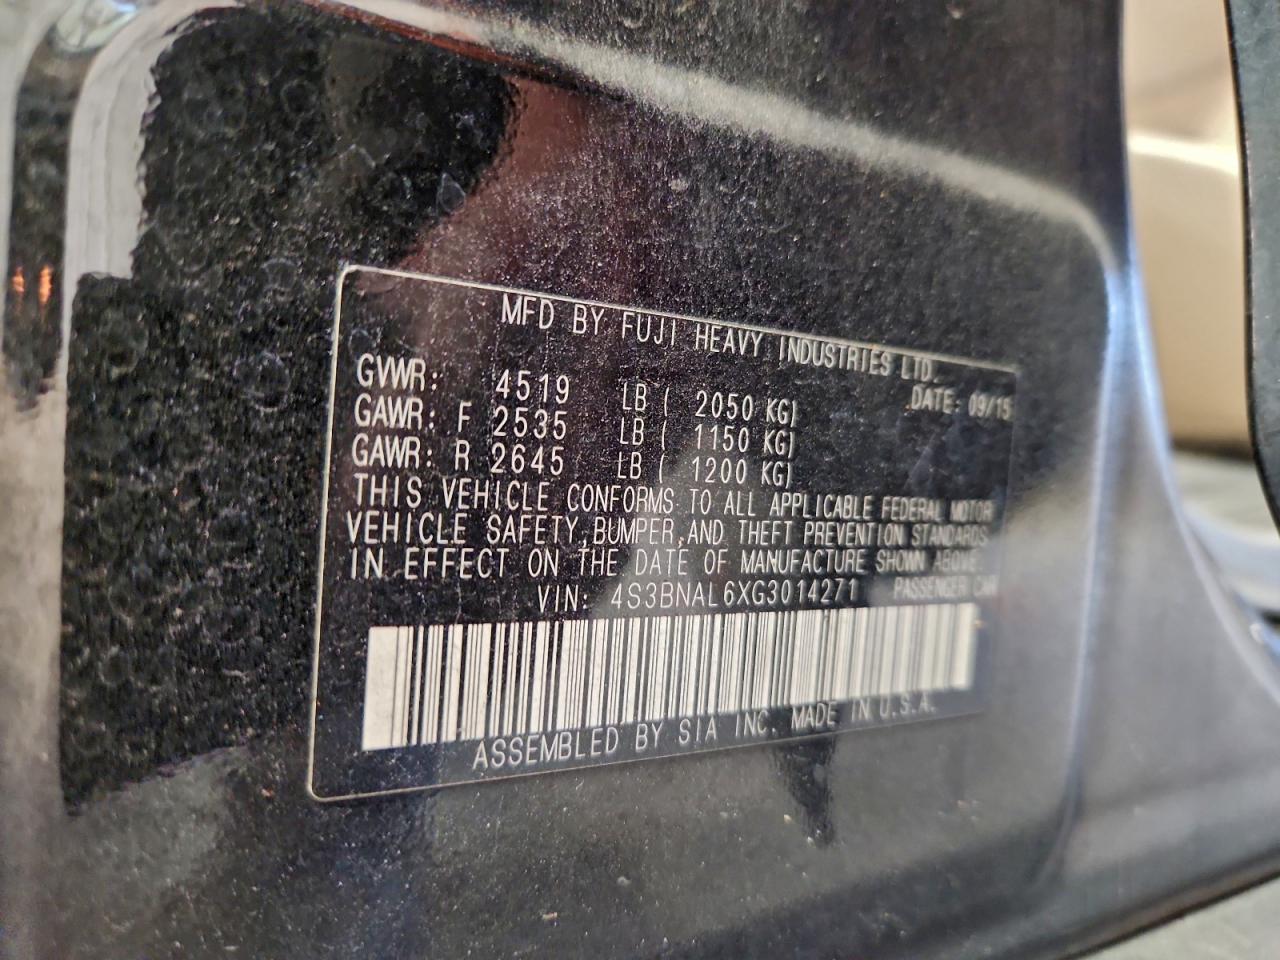 MFD BY FUJI HEAVY INDUSTRIES LTD.
GVWR: 4519 LB ( 2050 KG) DATE: 09/15
GAWR: F 2535 LB ( 1150 KG)
GAWR: R 2645 LB ( 1200 KG)
THIS VEHICLE CONFORMS TO ALL APPLICABLE FEDERAL MOTOR
VEHICLE SAFETY, BUMPER, AND THEFT PREVENTION STANDARDS
IN EFFECT ON THE DATE OF MANUFACTURE SHOWN ABOVE.
VIN: 4S3BNAL6XG3014271 PASSENGER CAR
ASSEMBLED BY SIA INC. MADE IN U.S.A.